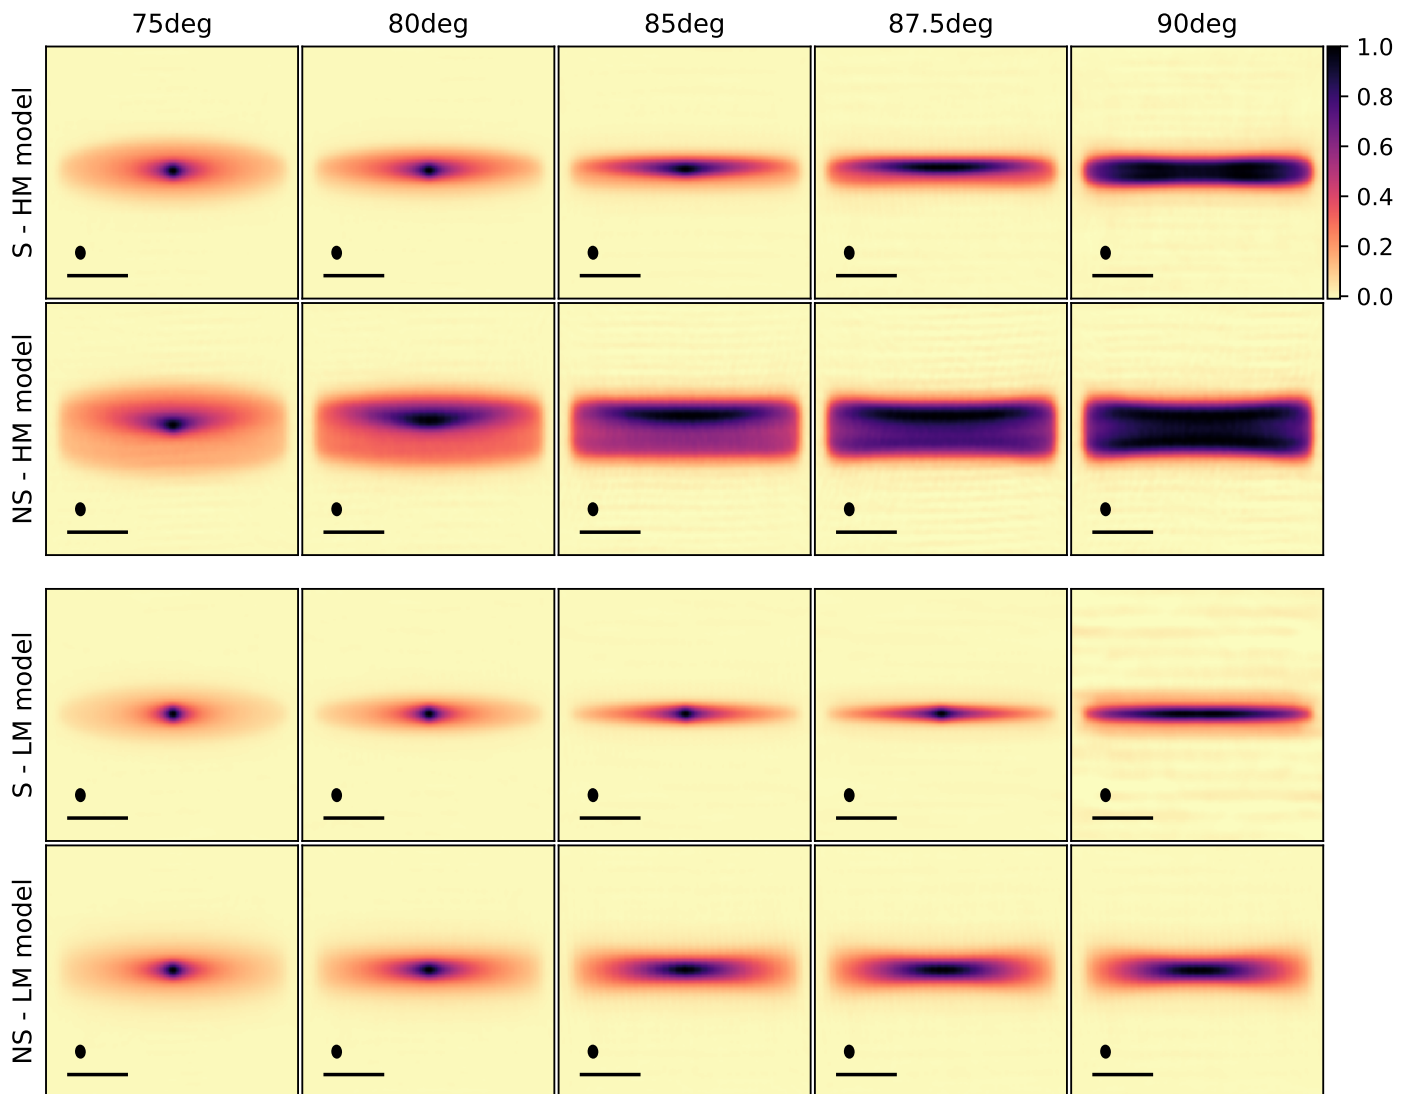 75deg 80deg 85deg 87.5deg 90deg
S - HM model
1.0
0.8
0.6
0.4
0.2
0.0
NS - HM model
S - LM model
NS - LM model